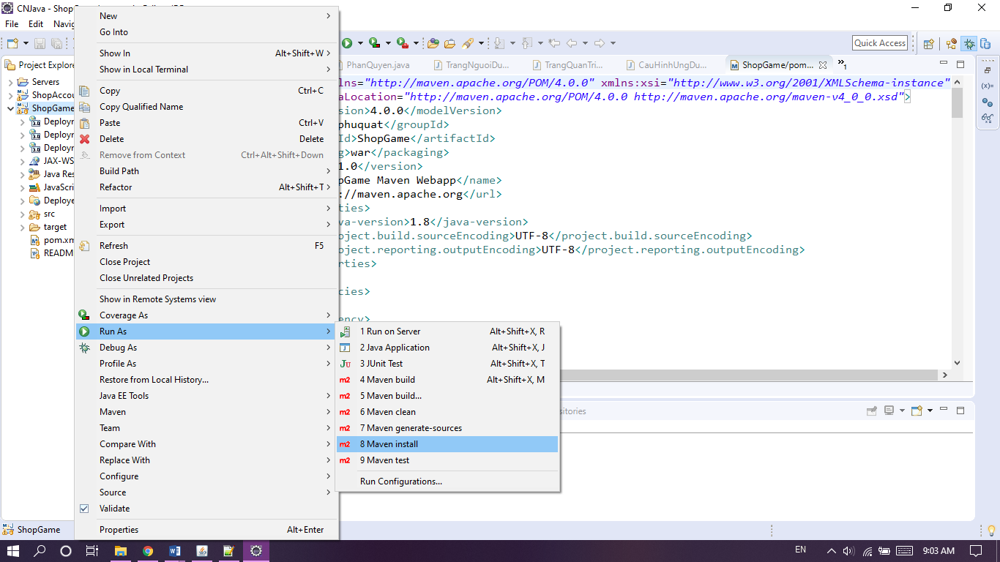 CNJava - Shop
File Edit Navig
Quick Access
Project Explore
Servers
ShopAccou
ShopGame
Deployr
Deployr
Deployr
JAX-WS
Java Res
JavaScri
Deploye
src
target
pom.xm
READM
New
Go Into
Show In Alt+Shift+W
Show in Local Terminal
Copy Ctrl+C
Copy Qualified Name
Paste Ctrl+V
Delete Delete
Remove from Context Ctrl+Alt+Shift+Down
Build Path
Refactor Alt+Shift+T
Import
Export
Refresh F5
Close Project
Close Unrelated Projects
Show in Remote Systems view
Coverage As
Run As
Debug As
Profile As
Restore from Local History...
Java EE Tools
Maven
Team
Compare With
Replace With
Configure
Source
Validate
Properties Alt+Enter
1 Run on Server Alt+Shift+X, R
2 Java Application Alt+Shift+X, J
3 JUnit Test Alt+Shift+X, T
4 Maven build Alt+Shift+X, M
5 Maven build...
6 Maven clean
7 Maven generate-sources
8 Maven install
9 Maven test
Run Configurations...
PhanQuyen.java TrangNguoiDu... TrangQuanTri... CauHinhUngDu... ShopGame/pom... »1
lns="http://maven.apache.org/POM/4.0.0" xmlns:xsi="http://www.w3.org/2001/XMLSchema-instance"
aLocation="http://maven.apache.org/POM/4.0.0 http://maven.apache.org/maven-v4_0_0.xsd">
sion>4.0.0</modelVersion>
phuquat</groupId>
Id>ShopGame</artifactId>
g>war</packaging>
1.0</version>
pGame Maven Webapp</name>
://maven.apache.org</url>
ties>
va-version>1.8</java-version>
oject.build.sourceEncoding>UTF-8</project.build.sourceEncoding>
oject.reporting.outputEncoding>UTF-8</project.reporting.outputEncoding>
rties>
cies>
ency>
sitories
ShopGame
EN 9:03 AM